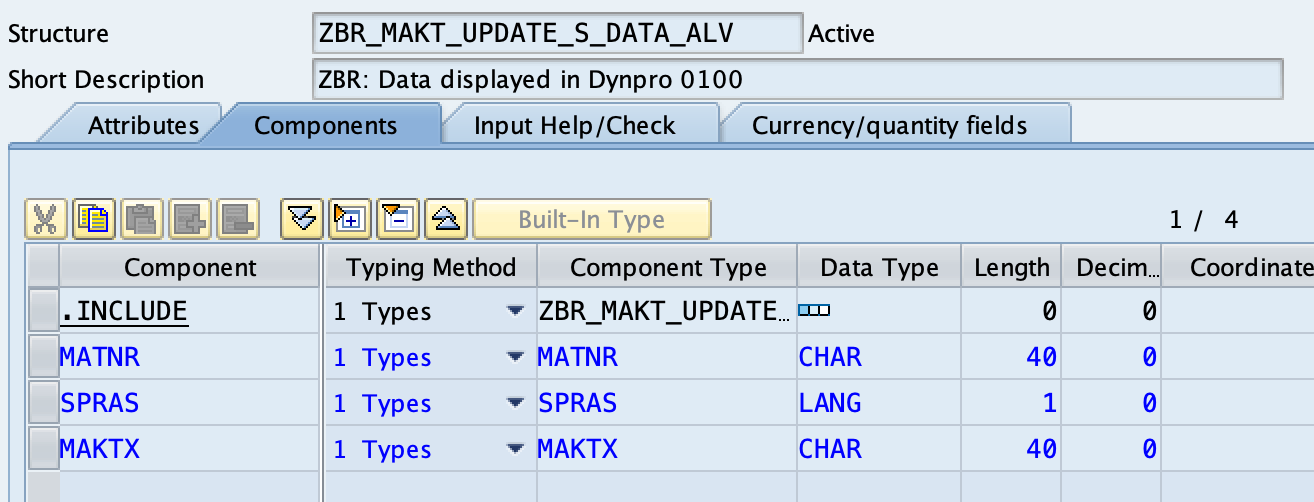 Structure ZBR_MAKT_UPDATE_S_DATA_ALV Active
Short Description ZBR: Data displayed in Dynpro 0100
Attributes Components Input Help/Check Currency/quantity fields
Built-In Type 1 / 4
Component Typing Method Component Type Data Type Length Decim... Coordinate
.INCLUDE 1 Types ZBR_MAKT_UPDATE... 0 0
MATNR 1 Types MATNR CHAR 40 0
SPRAS 1 Types SPRAS LANG 1 0
MAKTX 1 Types MAKTX CHAR 40 0